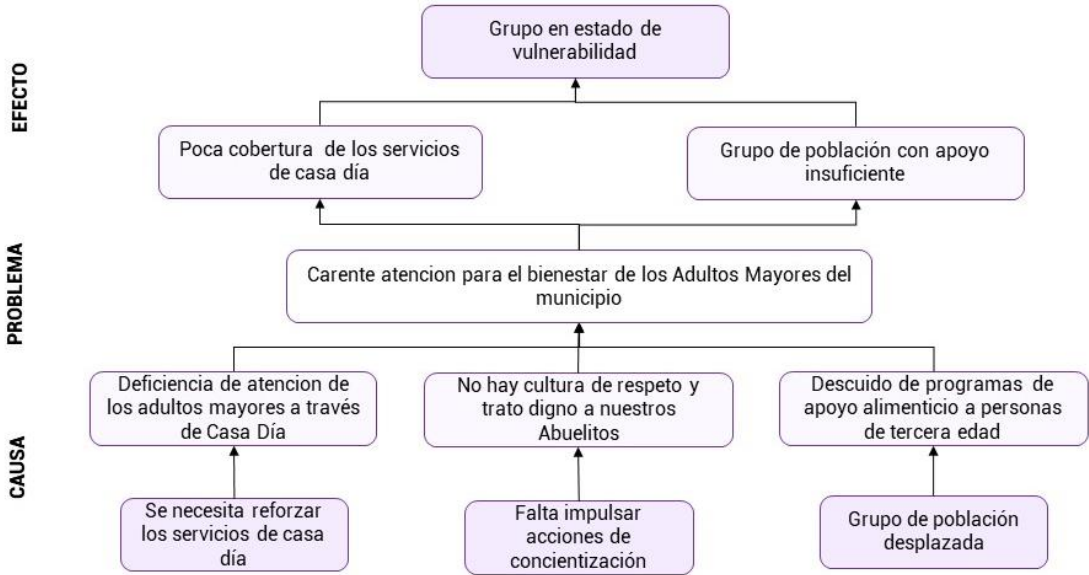 EFECTO
Grupo en estado de
vulnerabilidad
Poca cobertura de los servicios
de casa día
Grupo de población con apoyo
insuficiente
PROBLEMA
Carente atencion para el bienestar de los Adultos Mayores del
municipio
CAUSA
Deficiencia de atencion de
los adultos mayores a través
de Casa Día
No hay cultura de respeto y
trato digno a nuestros
Abuelitos
Descuido de programas de
apoyo alimenticio a personas
de tercera edad
Se necesita reforzar
los servicios de casa
día
Falta impulsar
acciones de
concientización
Grupo de población
desplazada